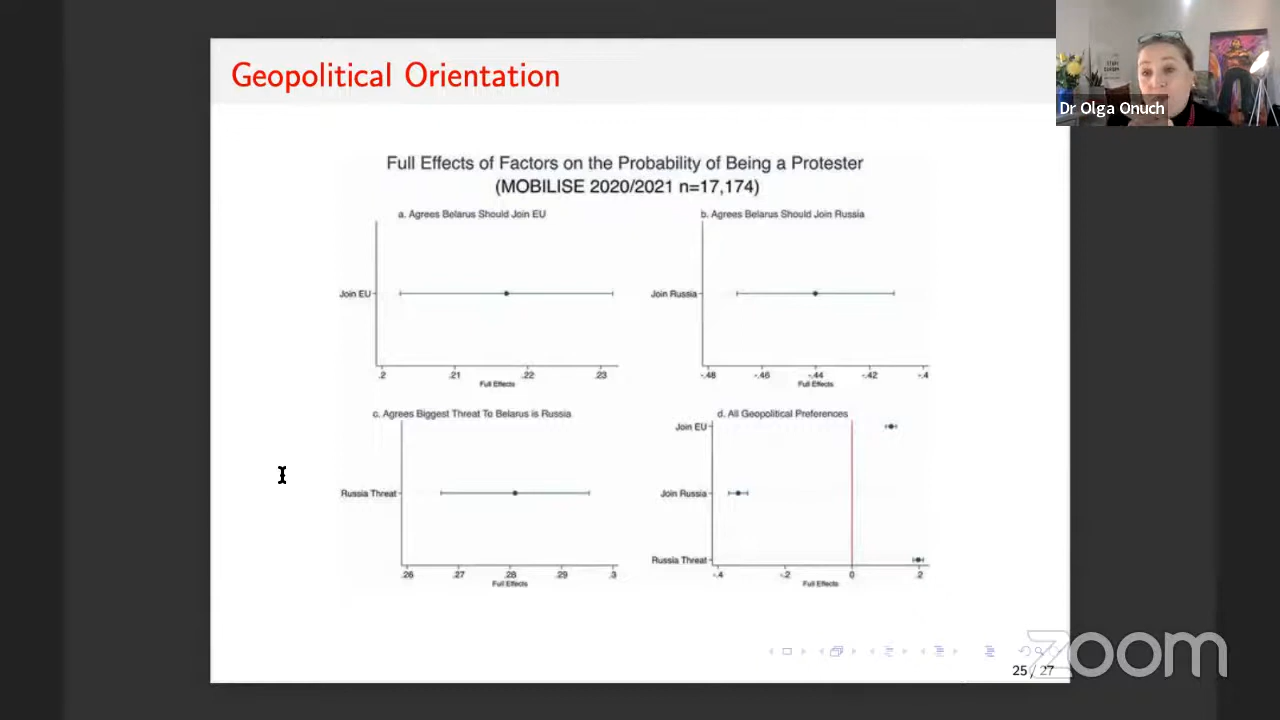 Geopolitical Orientation
Dr Olga Onuch
Full Effects of Factors on the Probability of Being a Protester
(MOBILISE 2020/2021 n=17,174)
a. Agrees Belarus Should Join EU
Join EU
.2 .21 .22 .23
Full Effects
b. Agrees Belarus Should Join Russia
Join Russia
-.48 -.46 -.44 -.42 -.4
Full Effects
c. Agrees Biggest Threat To Belarus is Russia
Russia Threat
.26 .27 .28 .29 .3
Full Effects
d. All Geopolitical Preferences
Join EU
Join Russia
Russia Threat
-.4 -.2 0 .2
Full Effects
25 / 27
zoom